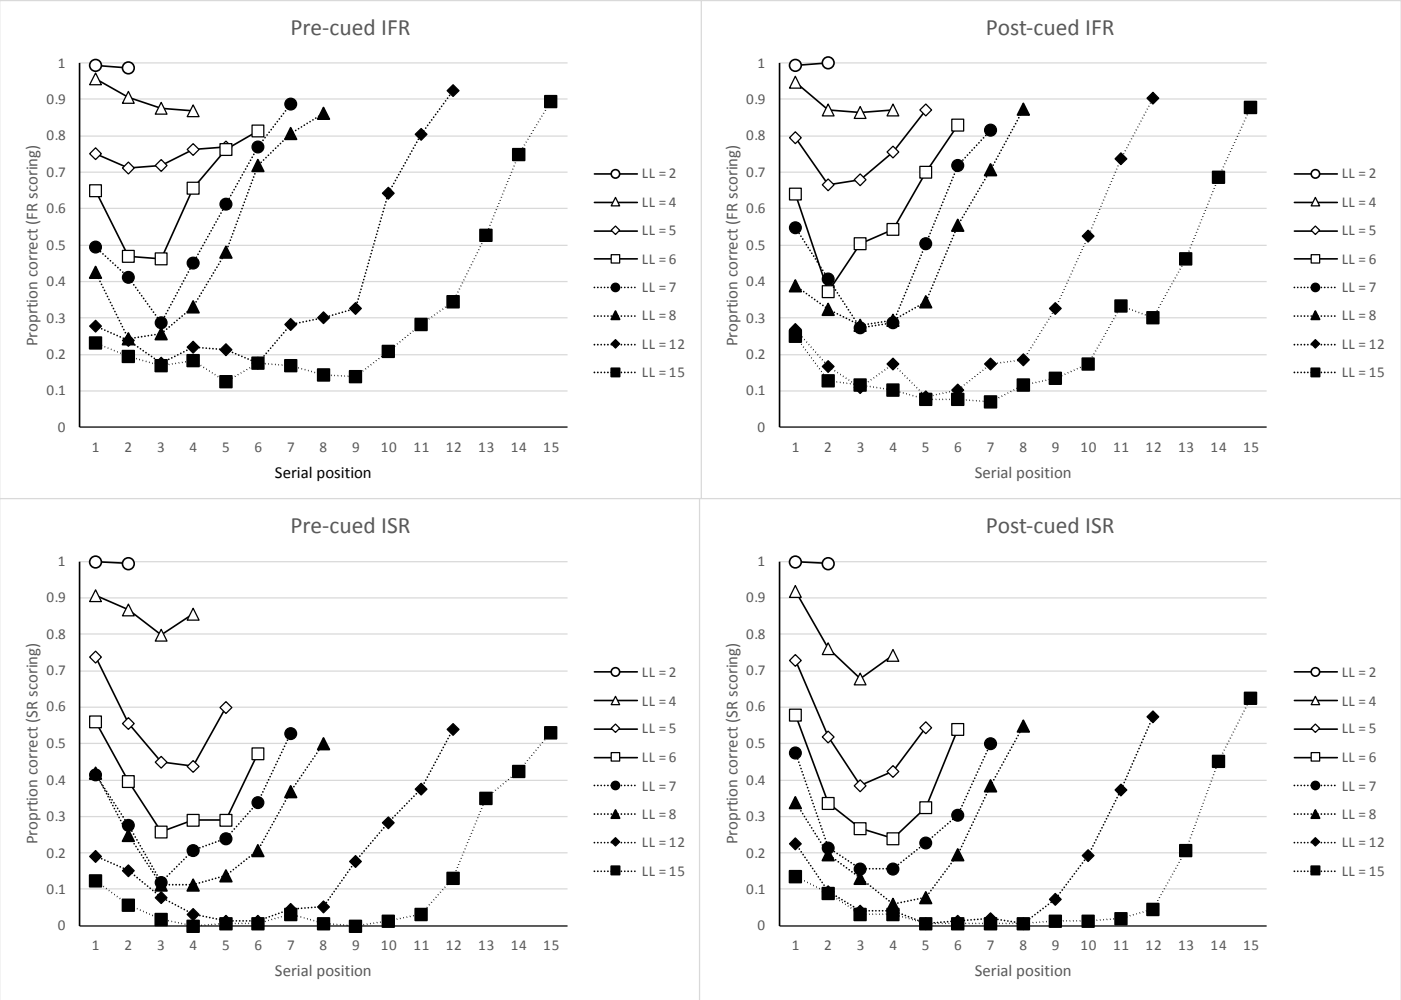 Pre-cued IFR
Proprtion correct (FR scoring)
1
0.9
0.8
0.7
0.6
0.5
0.4
0.3
0.2
0.1
0
1 2 3 4 5 6 7 8 9 10 11 12 13 14 15
Serial position
LL = 2
LL = 4
LL = 5
LL = 6
LL = 7
LL = 8
LL = 12
LL = 15
Post-cued IFR
Proprtion correct (FR scoring)
1
0.9
0.8
0.7
0.6
0.5
0.4
0.3
0.2
0.1
0
1 2 3 4 5 6 7 8 9 10 11 12 13 14 15
Serial position
LL = 2
LL = 4
LL = 5
LL = 6
LL = 7
LL = 8
LL = 12
LL = 15
Pre-cued ISR
Proprtion correct (SR scoring)
1
0.9
0.8
0.7
0.6
0.5
0.4
0.3
0.2
0.1
0
1 2 3 4 5 6 7 8 9 10 11 12 13 14 15
Serial position
LL = 2
LL = 4
LL = 5
LL = 6
LL = 7
LL = 8
LL = 12
LL = 15
Post-cued ISR
Proprtion correct (SR scoring)
1
0.9
0.8
0.7
0.6
0.5
0.4
0.3
0.2
0.1
0
1 2 3 4 5 6 7 8 9 10 11 12 13 14 15
Serial position
LL = 2
LL = 4
LL = 5
LL = 6
LL = 7
LL = 8
LL = 12
LL = 15